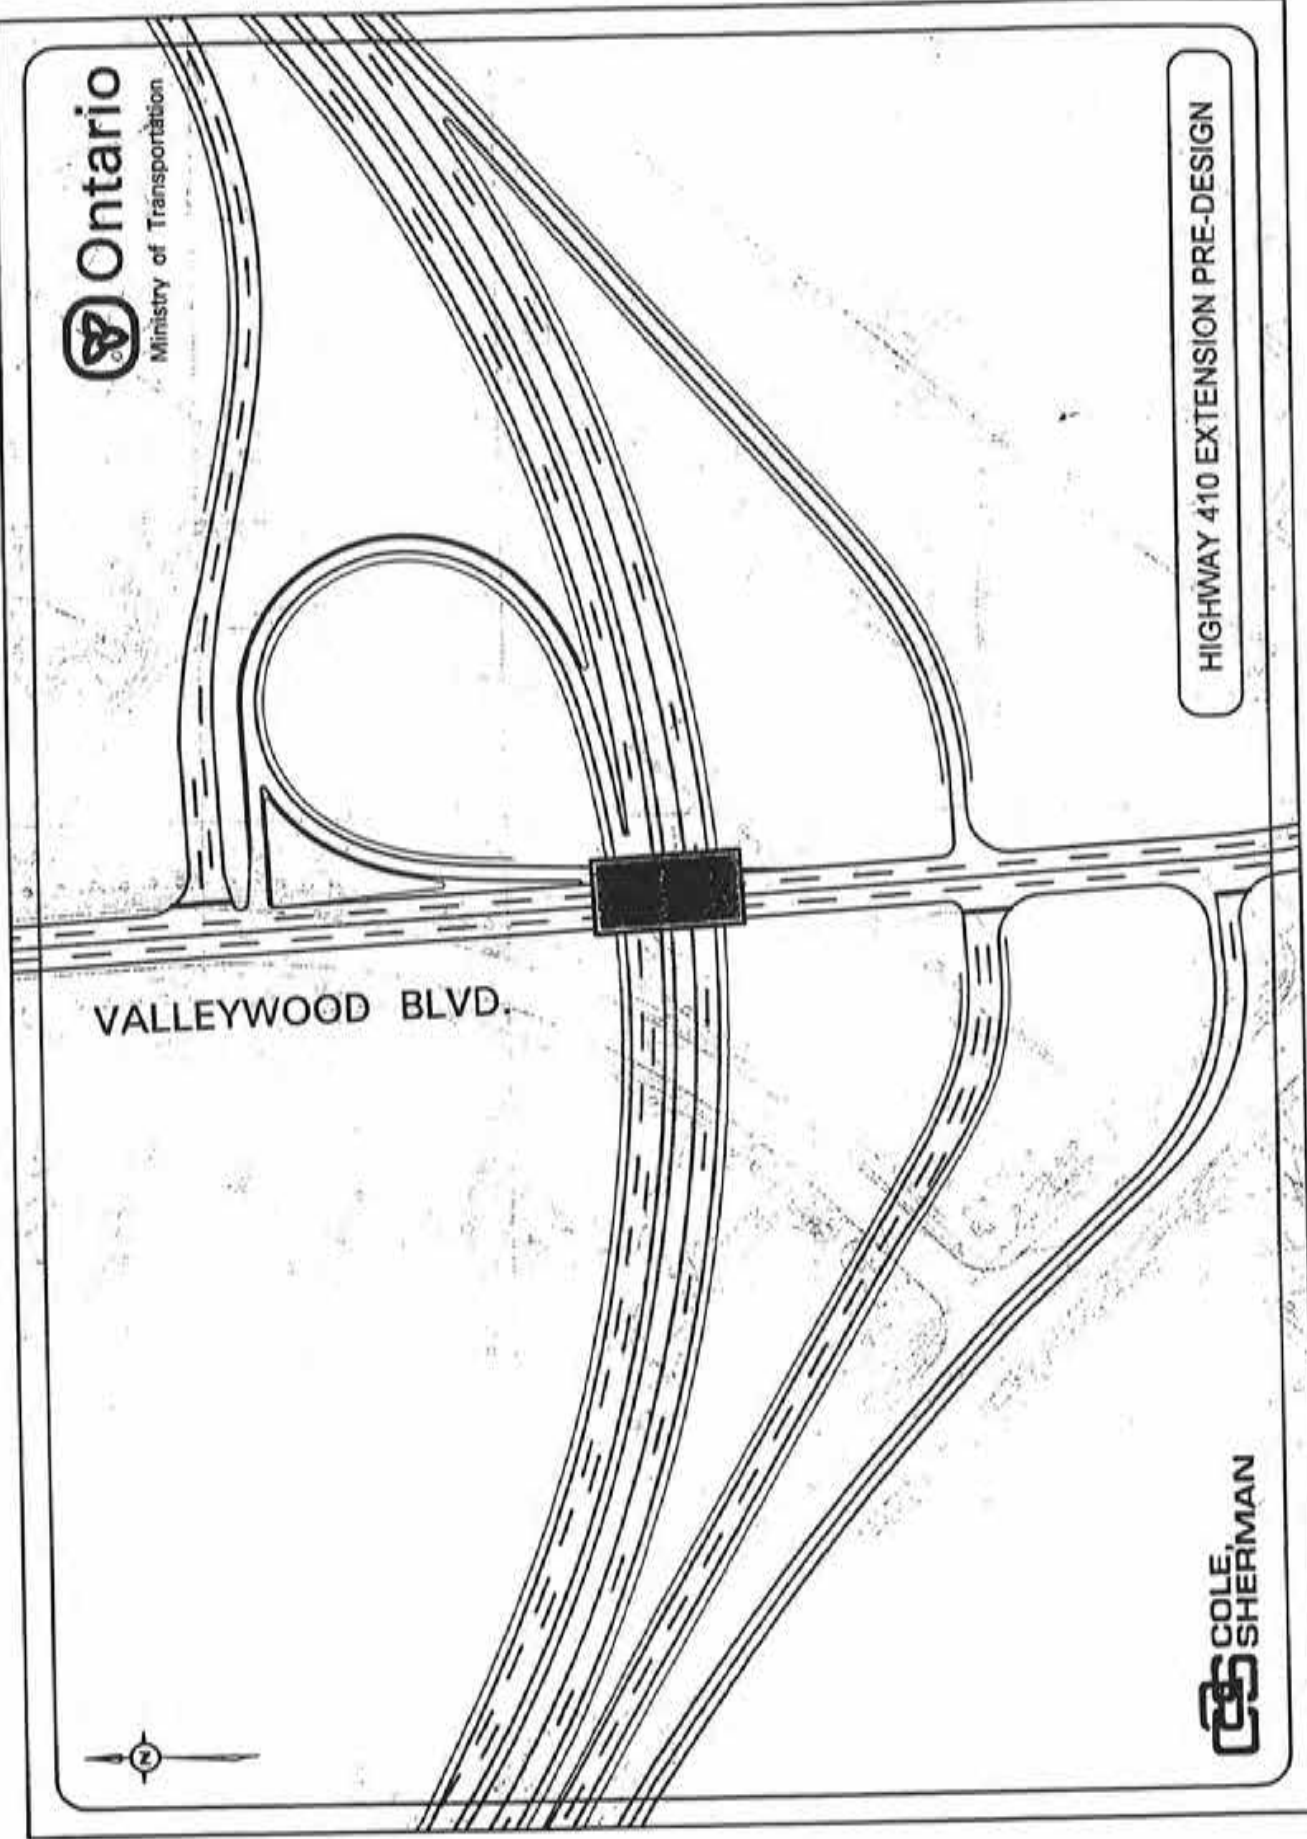 Ontario
Ministry of Transportation
VALLEYWOOD BLVD.
HIGHWAY 410 EXTENSION PRE-DESIGN
N
COLE,
SHERMAN